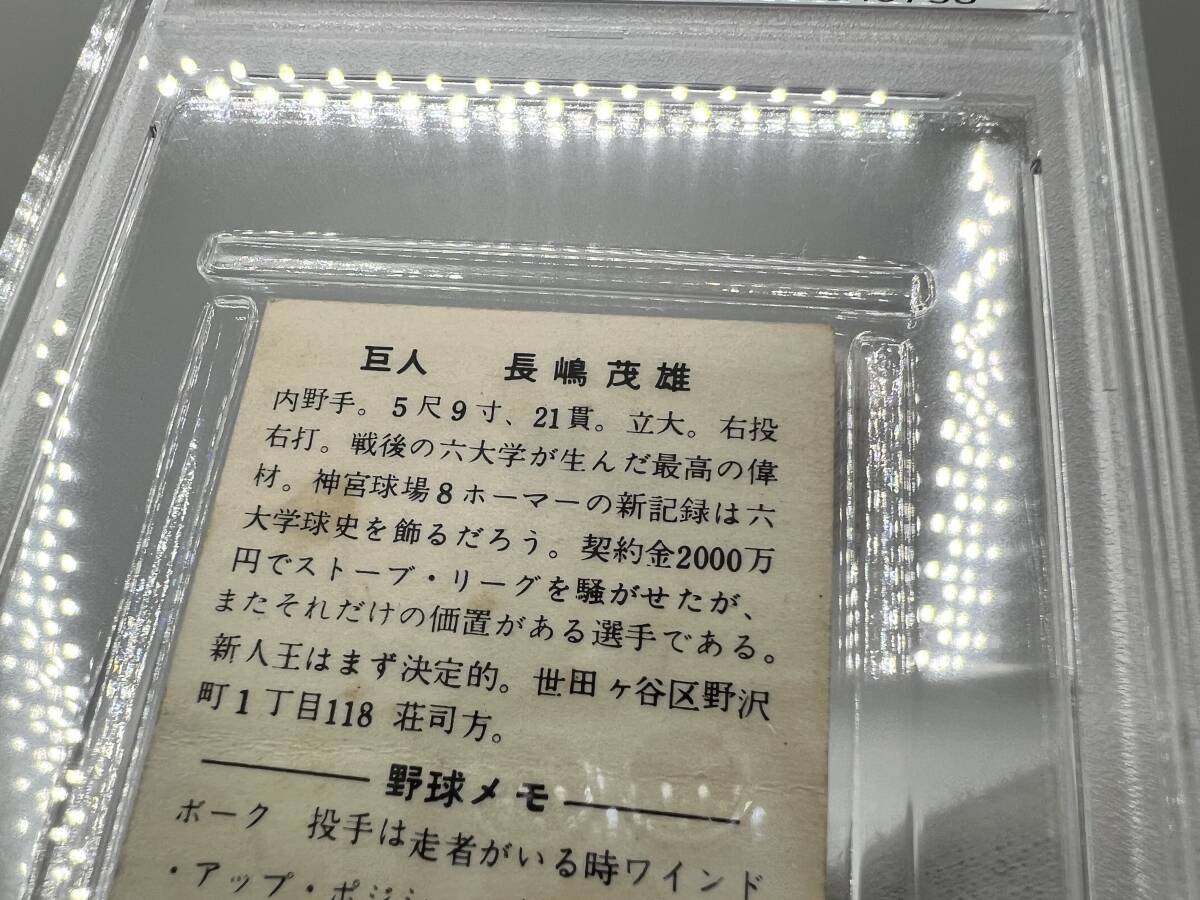 巨人 長嶋茂雄
内野手。5尺9寸、21貫。立大。右投
右打。戦後の六大学が生んだ最高の偉
材。神宮球場8ホーマーの新記録は六
大学球史を飾るだろう。契約金2000万
円でストーブ・リーグを騒がせたが、
またそれだけの価置がある選手である。
新人王はまず決定的。世田ヶ谷区野沢
町1丁目118 荘司方。
野球メモ
ボーク 投手は走者がいる時ワインド
・アップ・ポジシ